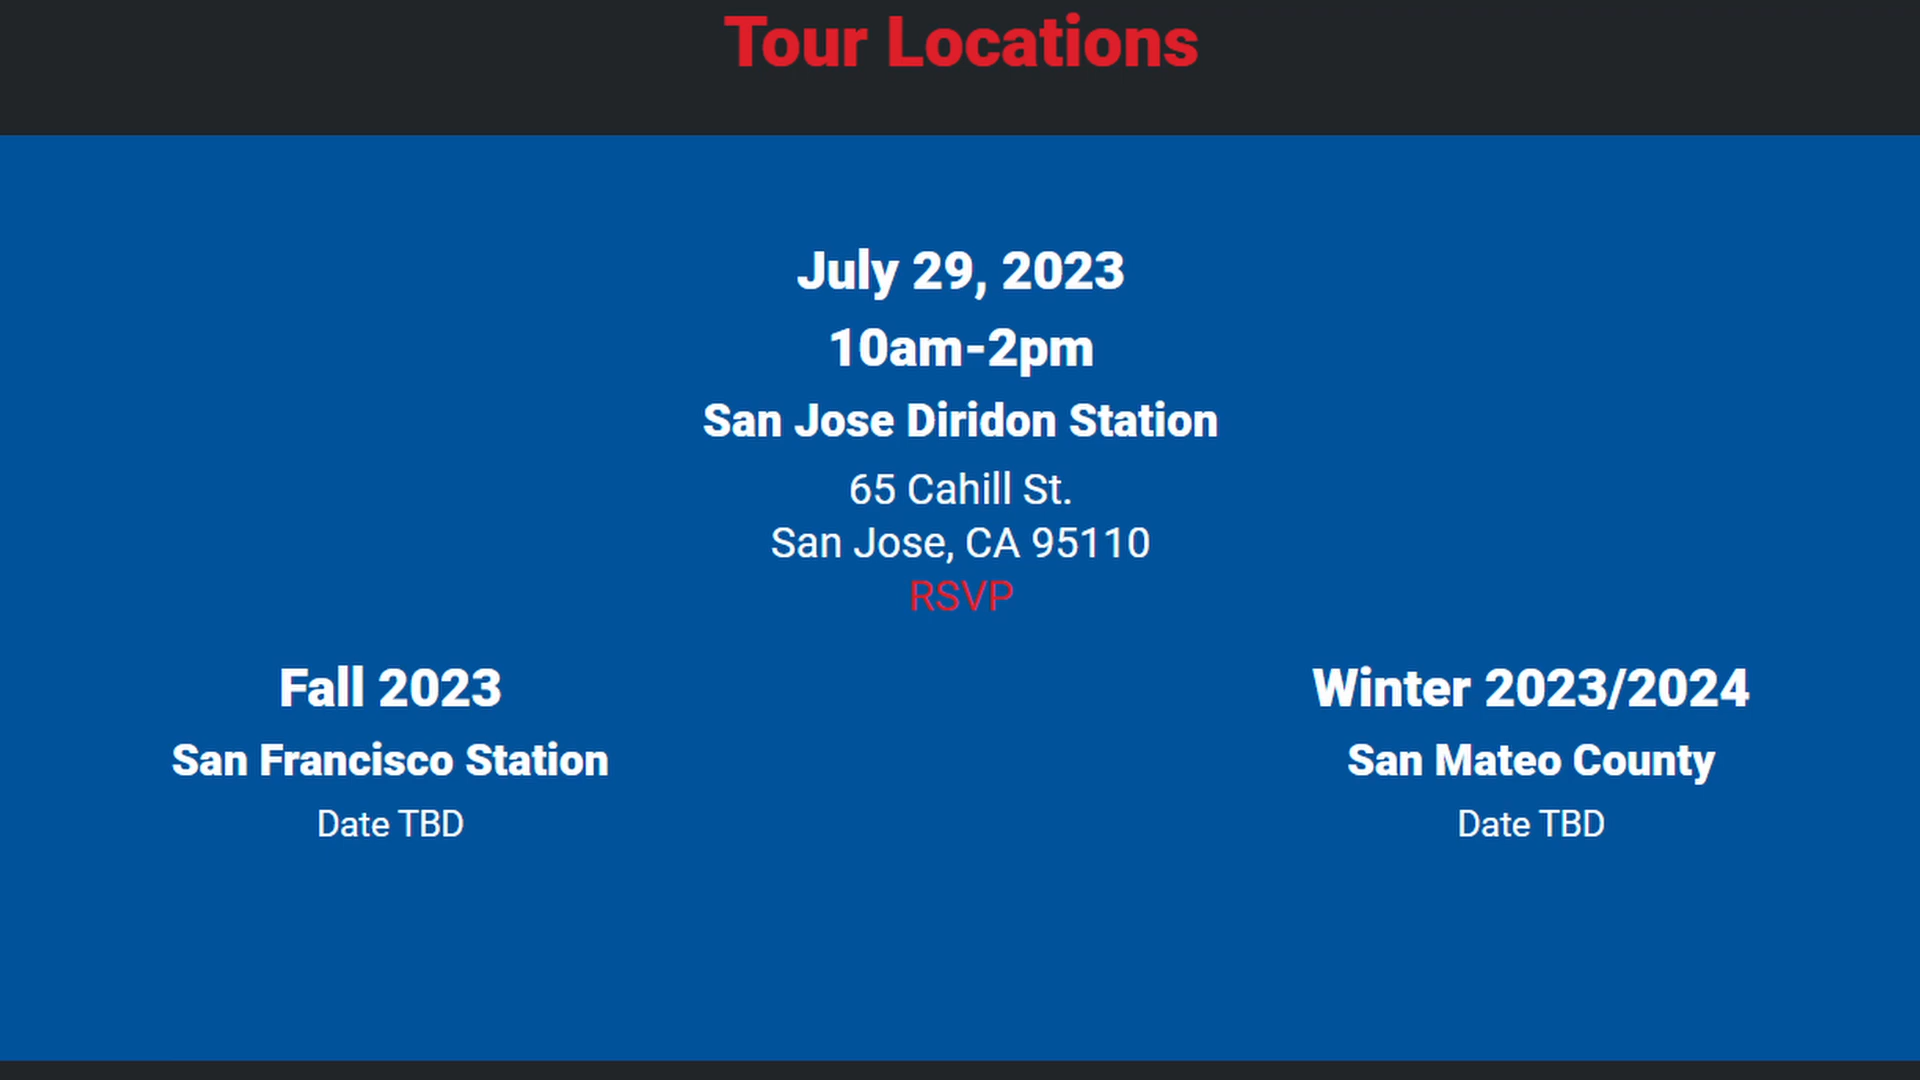 Tour Locations
July 29, 2023
10am-2pm
San Jose Diridon Station
65 Cahill St.
San Jose, CA 95110
RSVP
Fall 2023
San Francisco Station
Date TBD
Winter 2023/2024
San Mateo County
Date TBD